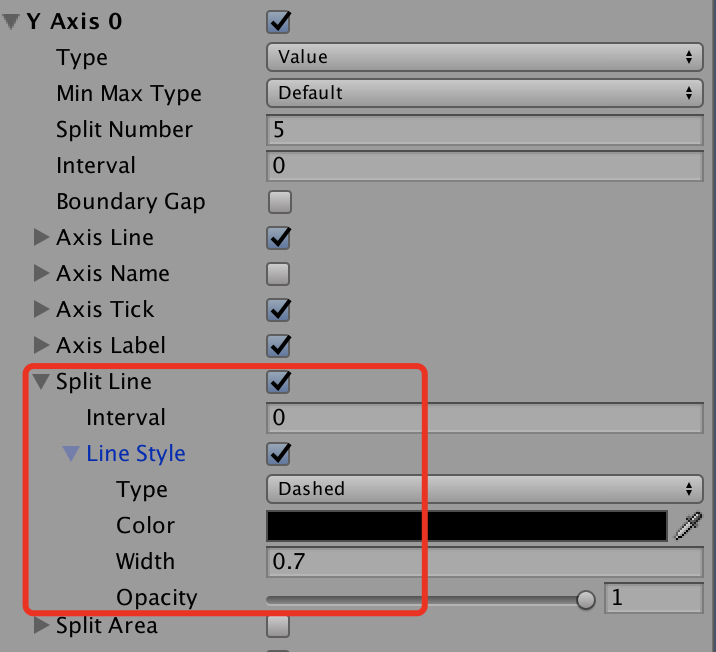 Y Axis 0
Type Value
Min Max Type Default
Split Number 5
Interval 0
Boundary Gap
Axis Line
Axis Name
Axis Tick
Axis Label
Split Line
Interval 0
Line Style
Type Dashed
Color
Width 0.7
Opacity 1
Split Area